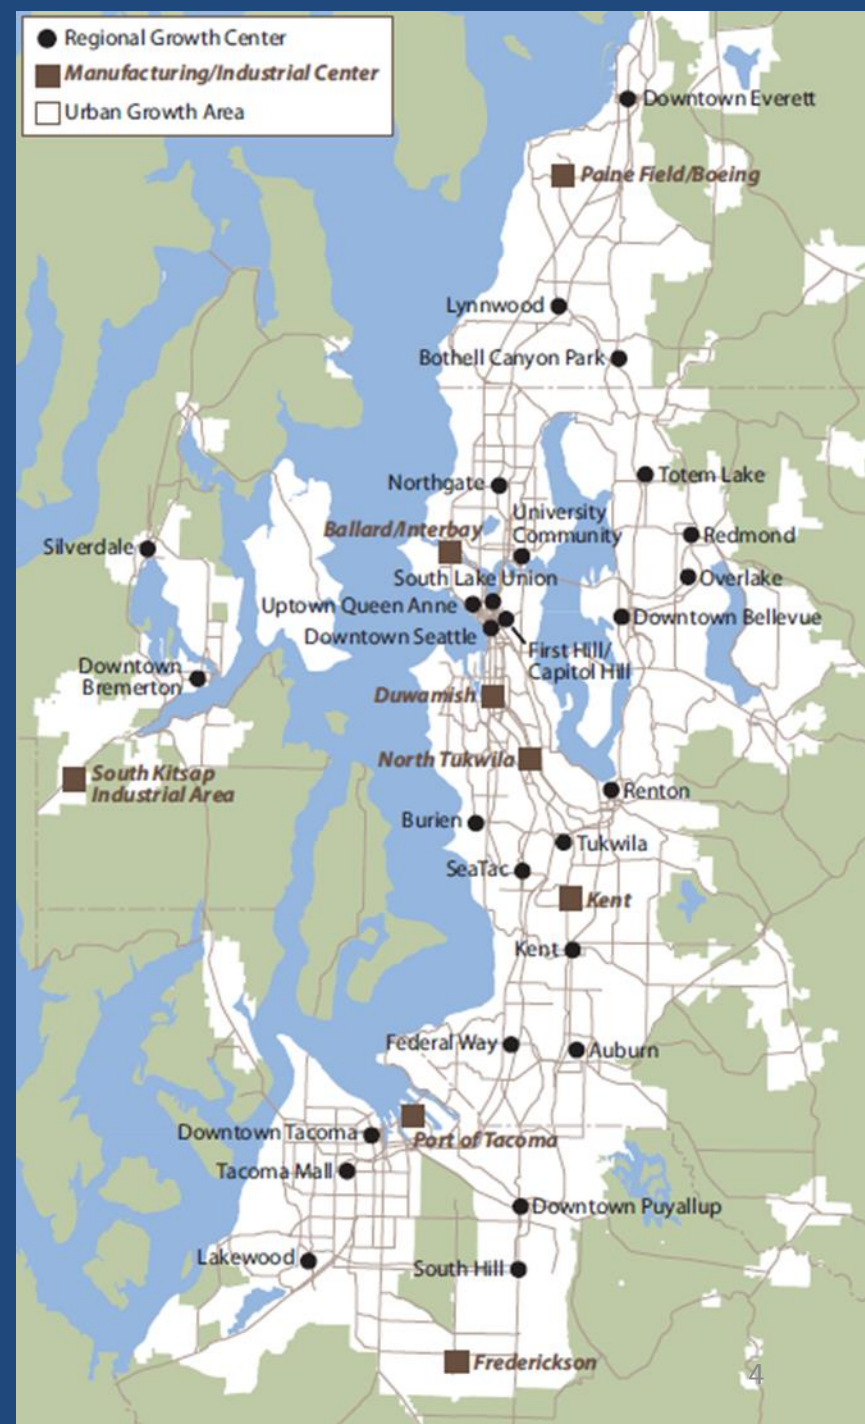 Regional Growth Center
Manufacturing/Industrial Center
Urban Growth Area
Downtown Everett
Paine Field/Boeing
Lynnwood
Bothell Canyon Park
Totem Lake
Northgate
University
Community
Ballard/Interbay
Redmond
Silverdale
South Lake Union
Overlake
Uptown Queen Anne
Downtown Bellevue
Downtown Seattle
First Hill/
Capitol Hill
Downtown
Bremerton
Duwamish
North Tukwila
South Kitsap
Industrial Area
Renton
Burien
Tukwila
SeaTac
Kent
Kent
Federal Way
Auburn
Downtown Tacoma
Port of Tacoma
Tacoma Mall
Downtown Puyallup
Lakewood
South Hill
Frederickson
4